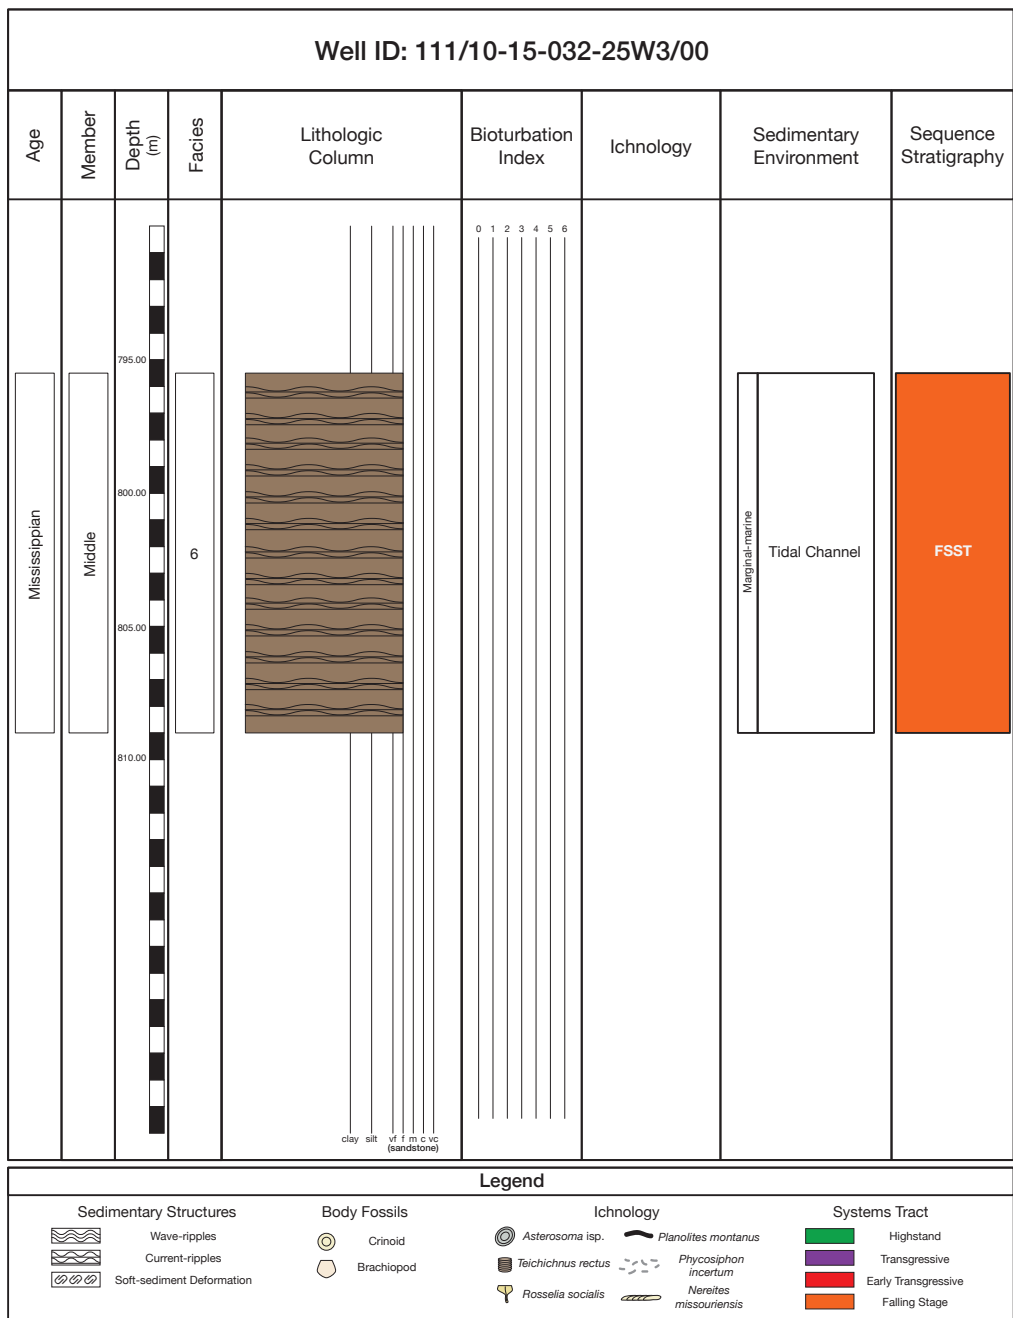 Well ID: 111/10-15-032-25W3/00
Age
Member
Depth
(m)
Facies
Lithologic
Column
Bioturbation
Index
Ichnology
Sedimentary
Environment
Sequence
Stratigraphy
0 1 2 3 4 5 6
795.00
800.00
805.00
810.00
Mississippian
Middle
6
Marginal-marine
Tidal Channel
FSST
clay silt vf f m c vc
(sandstone)
Legend
Sedimentary Structures
Wave-ripples
Current-ripples
Soft-sediment Deformation
Body Fossils
Crinoid
Brachiopod
Ichnology
Asterosoma isp.
Teichichnus rectus
Rosselia socialis
Planolites montanus
Phycosiphon
incertum
Nereites
missouriensis
Systems Tract
Highstand
Transgressive
Early Transgressive
Falling Stage